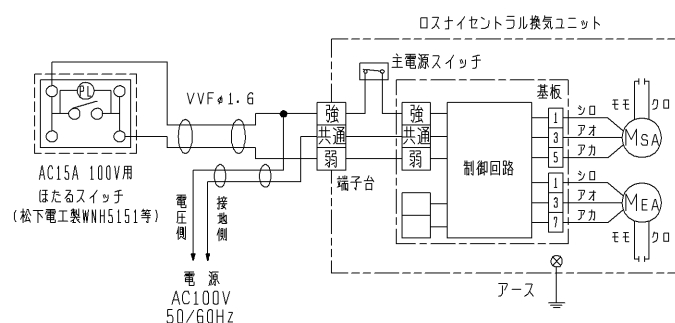 ロスナイセントラル換気ユニット
主電源スイッチ
PL
VVFφ1.6
AC15A 100V用
ほたるスイッチ
(松下電工製WNH5151等)
強
共通
弱
端子台
強
共通
弱
制御回路
基板
1
3
5
1
3
7
シロ
アオ
アカ
シロ
アオ
アカ
モモ
クロ
MSA
MEA
モモ
クロ
電圧側
接地側
電 源
AC100V
50/60Hz
アース